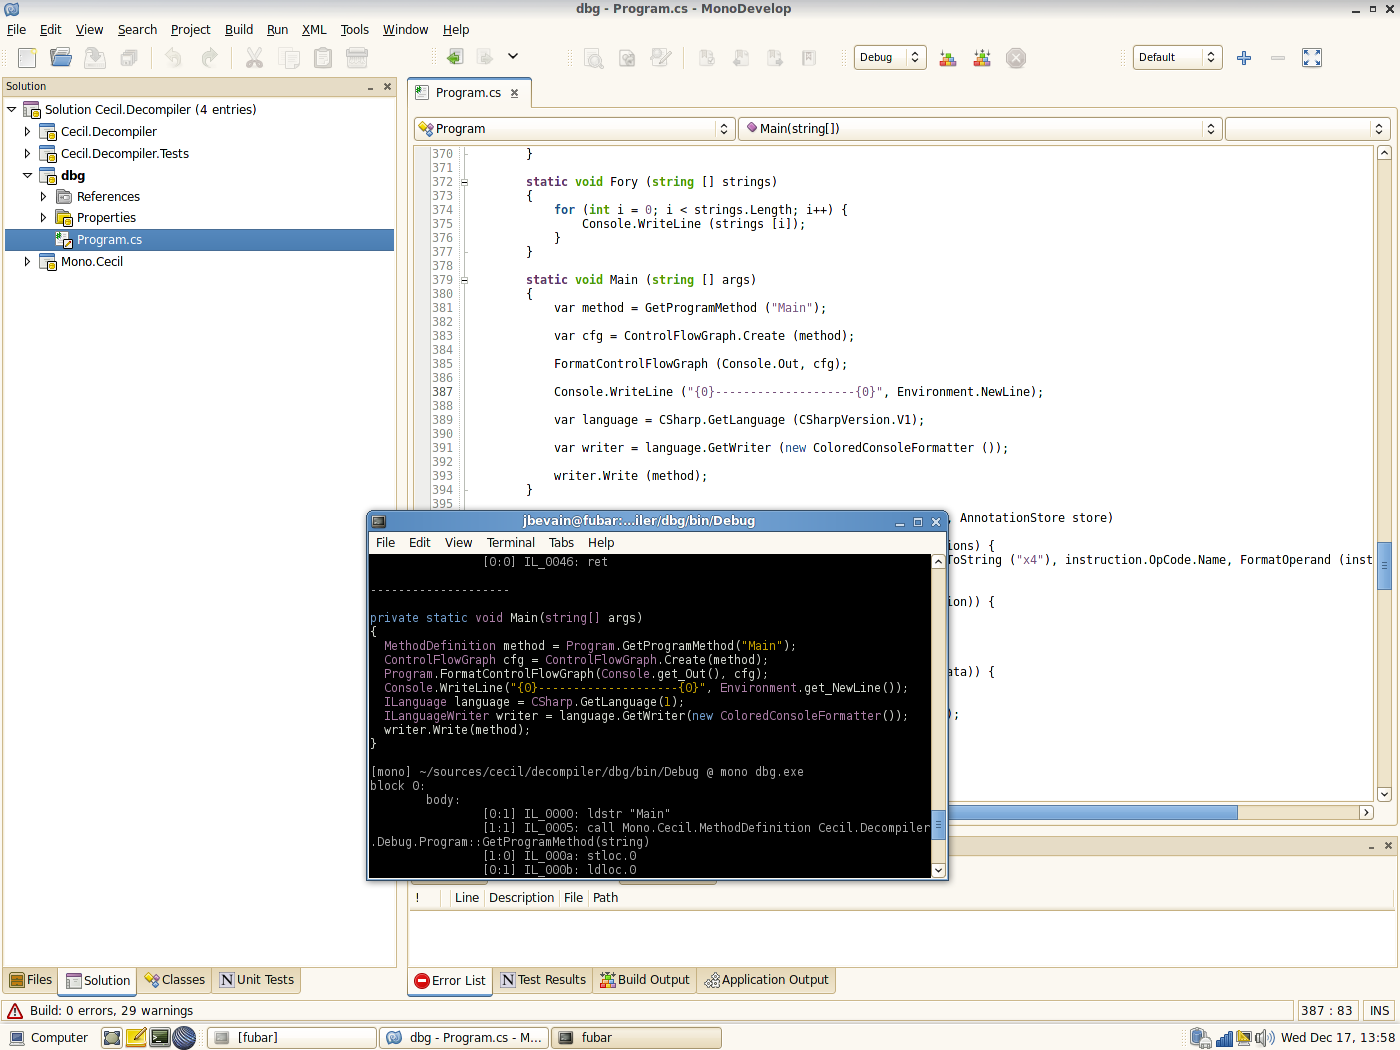 dbg - Program.cs - MonoDevelop
File Edit View Search Project Build Run XML Tools Window Help
Debug Default
Solution
Solution Cecil.Decompiler (4 entries)
Cecil.Decompiler
Cecil.Decompiler.Tests
dbg
References
Properties
Program.cs
Mono.Cecil
Program.cs
Program Main(string[])
370 }
371
372 static void Fory (string [] strings)
373 {
374 for (int i = 0; i < strings.Length; i++) {
375 Console.WriteLine (strings [i]);
376 }
377 }
378
379 static void Main (string [] args)
380 {
381 var method = GetProgramMethod ("Main");
382
383 var cfg = ControlFlowGraph.Create (method);
384
385 FormatControlFlowGraph (Console.Out, cfg);
386
387 Console.WriteLine ("{0}--------------------{0}", Environment.NewLine);
388
389 var language = CSharp.GetLanguage (CSharpVersion.V1);
390
391 var writer = language.GetWriter (new ColoredConsoleFormatter ());
392
393 writer.Write (method);
394 }
395
, AnnotationStore store)
ions) {
ToString ("x4"), instruction.OpCode.Name, FormatOperand (inst
ion)) {
ata)) {
);
jbevain@fubar:...iler/dbg/bin/Debug
File Edit View Terminal Tabs Help
[0:0] IL_0046: ret
--------------------
private static void Main(string[] args)
{
MethodDefinition method = Program.GetProgramMethod("Main");
ControlFlowGraph cfg = ControlFlowGraph.Create(method);
Program.FormatControlFlowGraph(Console.get_Out(), cfg);
Console.WriteLine("{0}--------------------{0}", Environment.get_NewLine());
ILanguage language = CSharp.GetLanguage(1);
ILanguageWriter writer = language.GetWriter(new ColoredConsoleFormatter());
writer.Write(method);
}
[mono] ~/sources/cecil/decompiler/dbg/bin/Debug @ mono dbg.exe
block 0:
body:
[0:1] IL_0000: ldstr "Main"
[1:1] IL_0005: call Mono.Cecil.MethodDefinition Cecil.Decompiler
.Debug.Program::GetProgramMethod(string)
[1:0] IL_000a: stloc.0
[0:1] IL_000b: ldloc.0
! Line Description File Path
Files Solution Classes Unit Tests
Error List Test Results Build Output Application Output
Build: 0 errors, 29 warnings
387 : 83 INS
Computer [fubar] dbg - Program.cs - M... fubar Wed Dec 17, 13:58